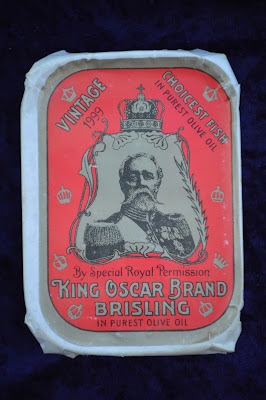 VINTAGE
1999
CHOICEST FISH
IN PUREST OLIVE OIL
By Special Royal Permission
KING OSCAR BRAND
BRISLING
IN PUREST OLIVE OIL